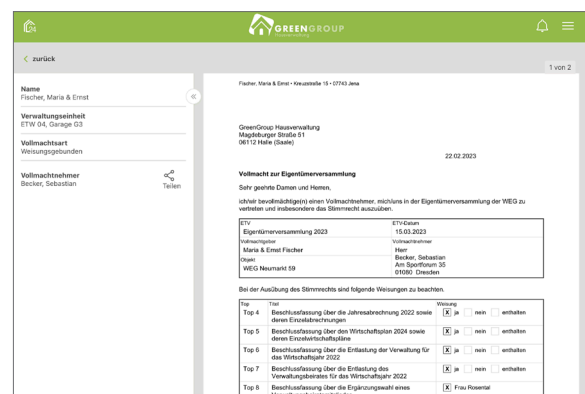 24
GREENGROUP
Hausverwaltung
zurück
1 von 2
Name
Fischer, Maria & Ernst
Verwaltungseinheit
ETW 04, Garage G3
Vollmachtsart
Weisungsgebunden
Vollmachtnehmer
Becker, Sebastian
Teilen
Fischer, Maria & Ernst • Kreuzstraße 15 • 07743 Jena
GreenGroup Hausverwaltung
Magdeburger Straße 51
06112 Halle (Saale)
22.02.2023
Vollmacht zur Eigentümerversammlung
Sehr geehrte Damen und Herren,
ich/wir bevollmächtige(n) einen Vollmachtnehmer, mich/uns in der Eigentümerversammlung der WEG zu
vertreten und insbesondere das Stimmrecht auszuüben.
ETV ETV-Datum
Eigentümerversammlung 2023 15.03.2023
Vollmachtgeber Vollmachtnehmer
Maria & Ernst Fischer Herr
Objekt Becker, Sebastian
WEG Neumarkt 59 Am Sportforum 35
01080 Dresden
Bei der Ausübung des Stimmrechts sind folgende Weisungen zu beachten.
Top Titel Weisung
Top 4 Beschlussfassung über die Jahresabrechnung 2022 sowie X ja nein enthalten
deren Einzelabrechnungen
Top 5 Beschlussfassung über den Wirtschaftsplan 2024 sowie X ja nein enthalten
deren Einzelwirtschaftspläne
Top 6 Beschlussfassung über die Entlastung der Verwaltung für X ja nein enthalten
das Wirtschaftsjahr 2022
Top 7 Beschlussfassung über die Entlastung des X ja nein enthalten
Verwaltungsbeirates für das Wirtschaftsjahr 2022
Top 8 Beschlussfassung über die Ergänzungswahl eines X Frau Rosental